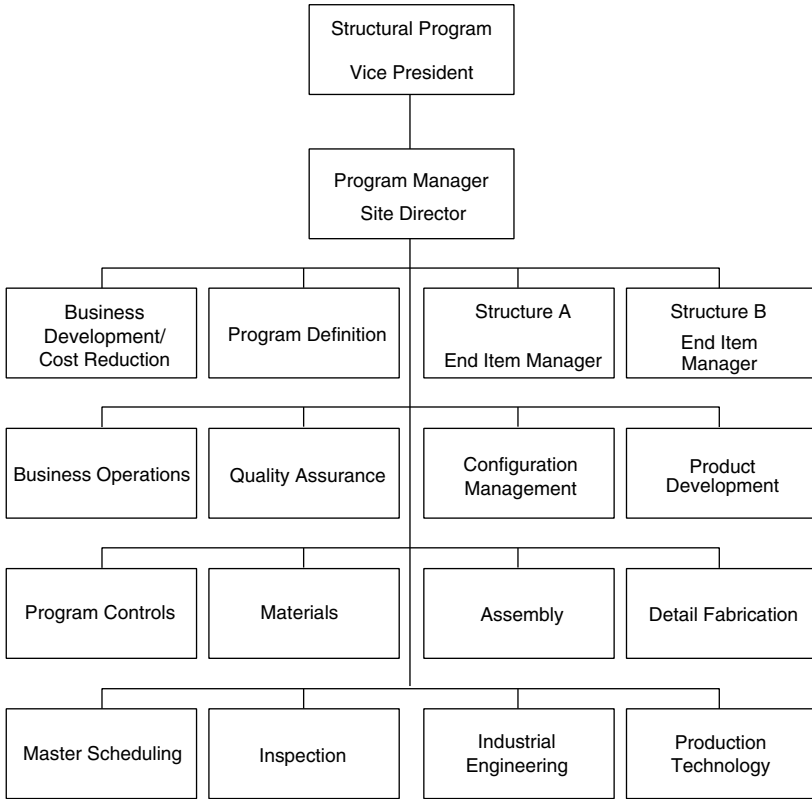 Structural Program
Vice President
Program Manager
Site Director
Business
Development/
Cost Reduction
Program Definition
Structure A
End Item Manager
Structure B
End Item
Manager
Business Operations
Quality Assurance
Configuration
Management
Product
Development
Program Controls
Materials
Assembly
Detail Fabrication
Master Scheduling
Inspection
Industrial
Engineering
Production
Technology